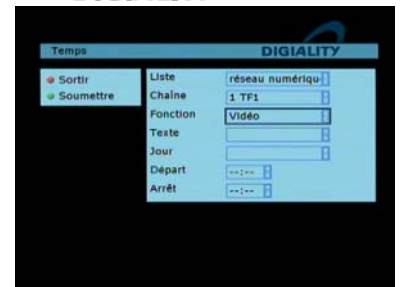 Temps
DIGIALITY
Sortir
Soumettre
Liste
réseau numériqu
Chaîne
1 TF1
Fonction
Vidéo
Texte
Jour
Départ
--:--
Arrêt
--:--